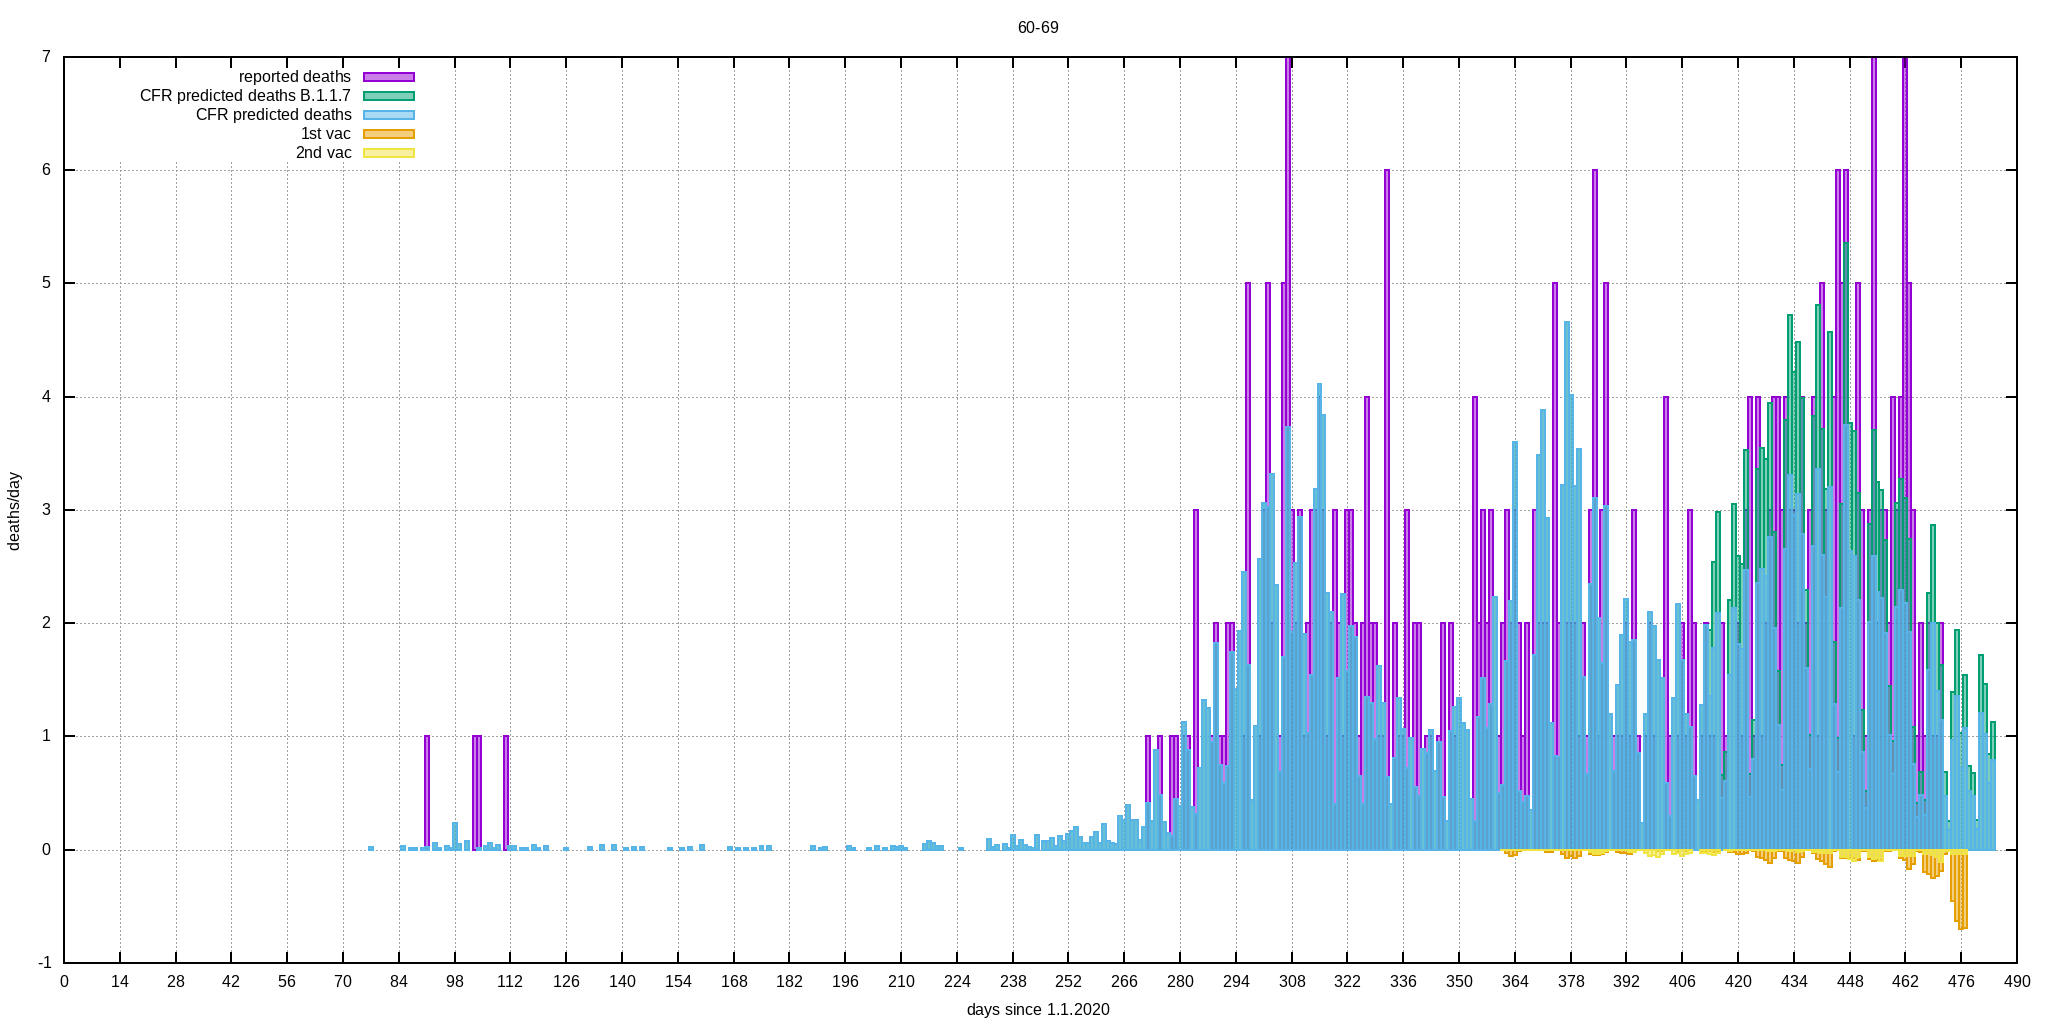 60-69
reported deaths
CFR predicted deaths B.1.1.7
CFR predicted deaths
1st vac
2nd vac
7
6
5
4
3
2
1
0
-1
deaths/day
0 14 28 42 56 70 84 98 112 126 140 154 168 182 196 210 224 238 252 266 280 294 308 322 336 350 364 378 392 406 420 434 448 462 476 490
days since 1.1.2020